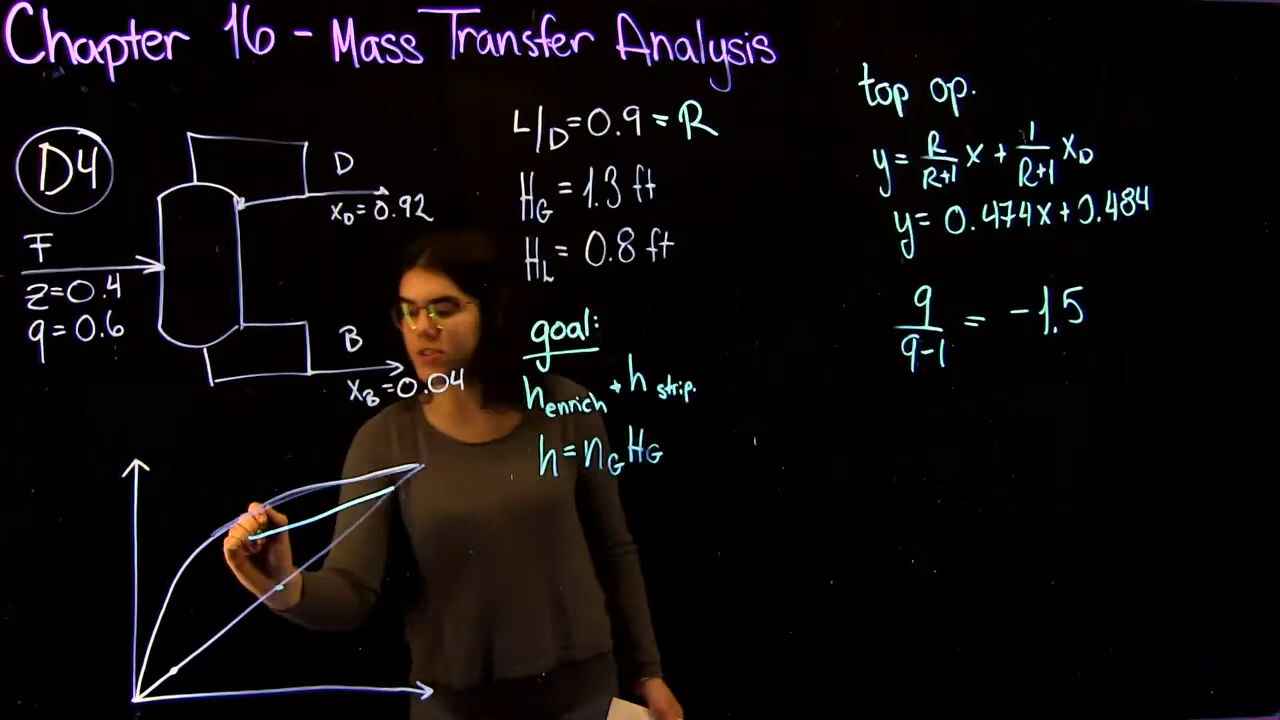 Chapter 16 - Mass Transfer Analysis
D4
F
z=0.4
q=0.6
D
x_D=0.92
B
x_B=0.04
L/D=0.9=R
H_G=1.3 ft
H_L=0.8 ft
goal:
h_enrich + h_strip.
h=n_G H_G
top op.
y=R/(R+1) x + 1/(R+1) x_D
y=0.474x+0.484
q/(q-1) = -1.5